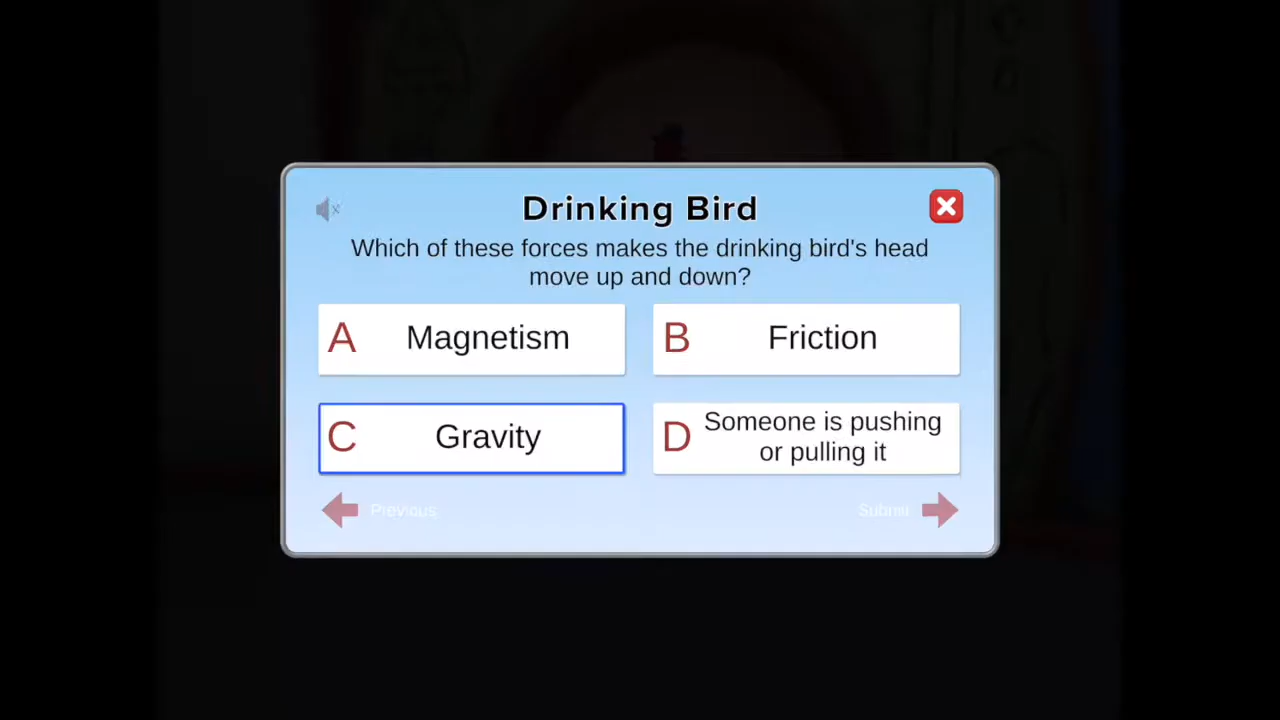 Drinking Bird
Which of these forces makes the drinking bird's head
move up and down?
A Magnetism
B Friction
C Gravity
D Someone is pushing
or pulling it
Previous
Submit